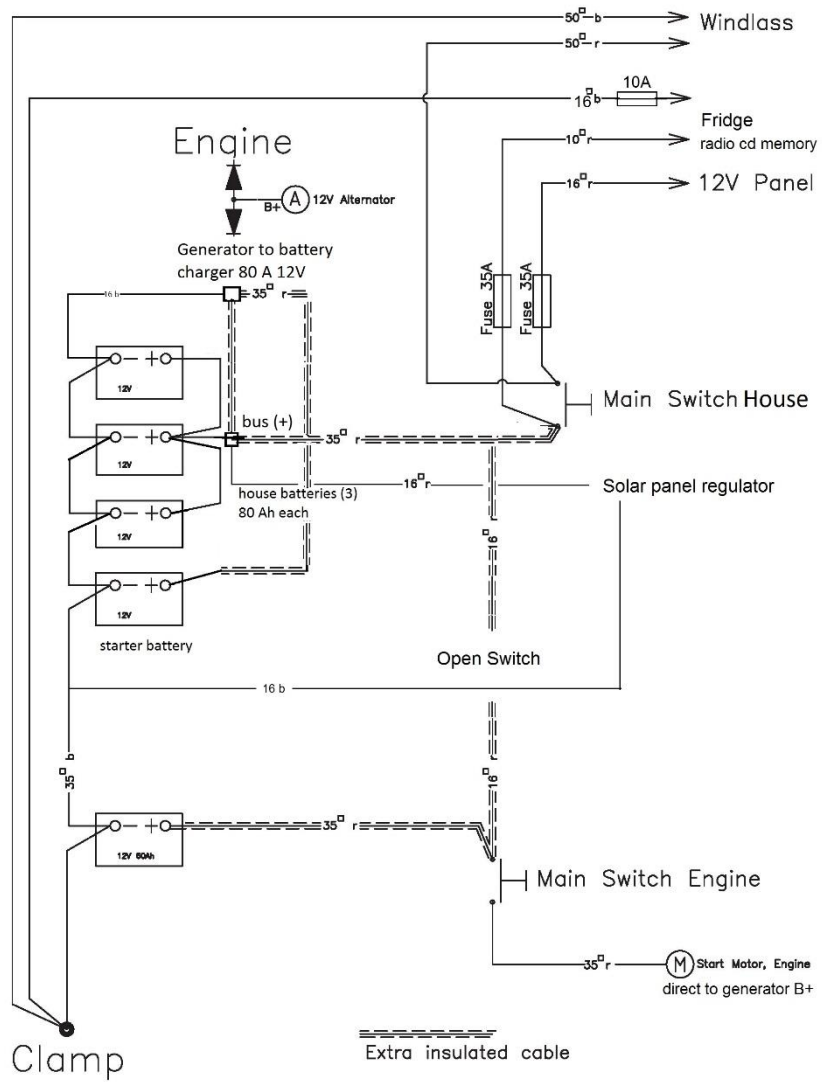 50□ b
Windlass
50□ r
10A
16□b
Fridge
10□r
radio cd memory
Engine
16□r
12V Panel
B+
A
12V Alternator
Generator to battery
charger 80 A 12V
16 b
35□ r
Fuse 35A
Fuse 35A
12V
Main Switch House
bus (+)
12V
35□ r
house batteries (3)
80 Ah each
16□r
Solar panel regulator
12V
16□
12V
starter battery
Open Switch
16 b
35□ b
16□ r
35□ r
12V 60Ah
Main Switch Engine
35□ r
M
Start Motor, Engine
direct to generator B+
Clamp
Extra insulated cable